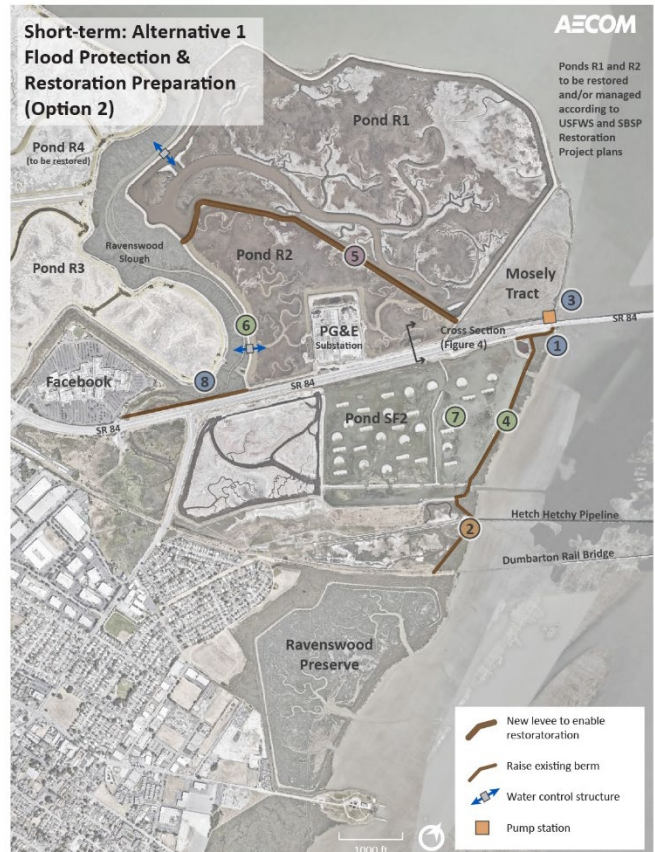 Short-term: Alternative 1
Flood Protection &
Restoration Preparation
(Option 2)
AECOM
Ponds R1 and R2
to be restored
and/or managed
according to
USFWS and SBSP
Restoration
Project plans
Pond R1
Pond R4
(to be restored)
Ravenswood
Slough
Pond R3
Pond R2
5
Mosely
Tract
3
6
PG&E
Substation
Cross Section
(Figure 4)
SR 84
1
Facebook
8
SR 84
SR 84
Pond SF2
7
4
Hetch Hetchy Pipeline
2
Dumbarton Rail Bridge
Ravenswood
Preserve
New levee to enable
restoratoration
Raise existing berm
Water control structure
Pump station
1000 ft